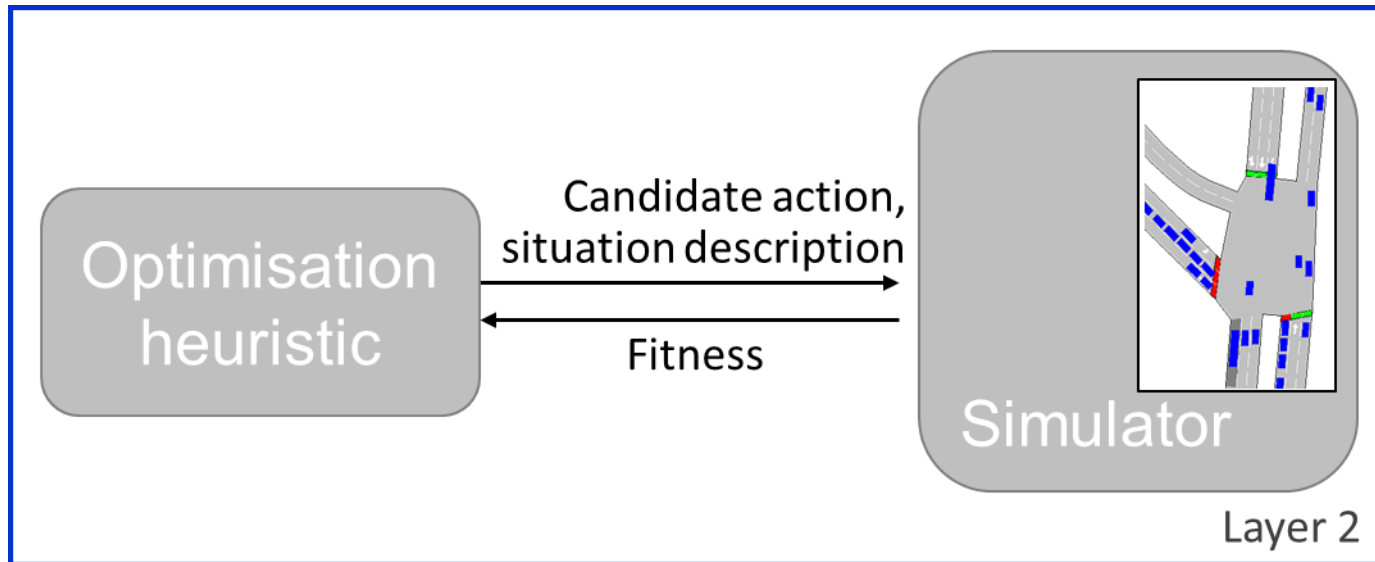 Optimisation
heuristic
Candidate action,
situation description
Fitness
Simulator
Layer 2